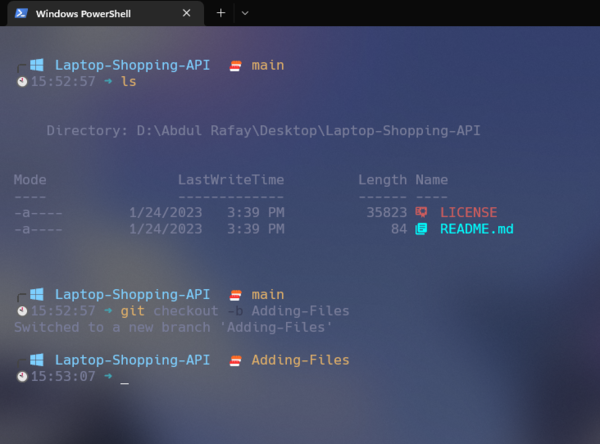 Windows PowerShell
Laptop-Shopping-API main
15:52:57 → ls
Directory: D:\Abdul Rafay\Desktop\Laptop-Shopping-API
Mode LastWriteTime Length Name
---- ------------- ------ ----
-a---- 1/24/2023 3:39 PM 35823 LICENSE
-a---- 1/24/2023 3:39 PM 84 README.md
Laptop-Shopping-API main
15:52:57 → git checkout -b Adding-Files
Switched to a new branch 'Adding-Files'
Laptop-Shopping-API Adding-Files
15:53:07 → _